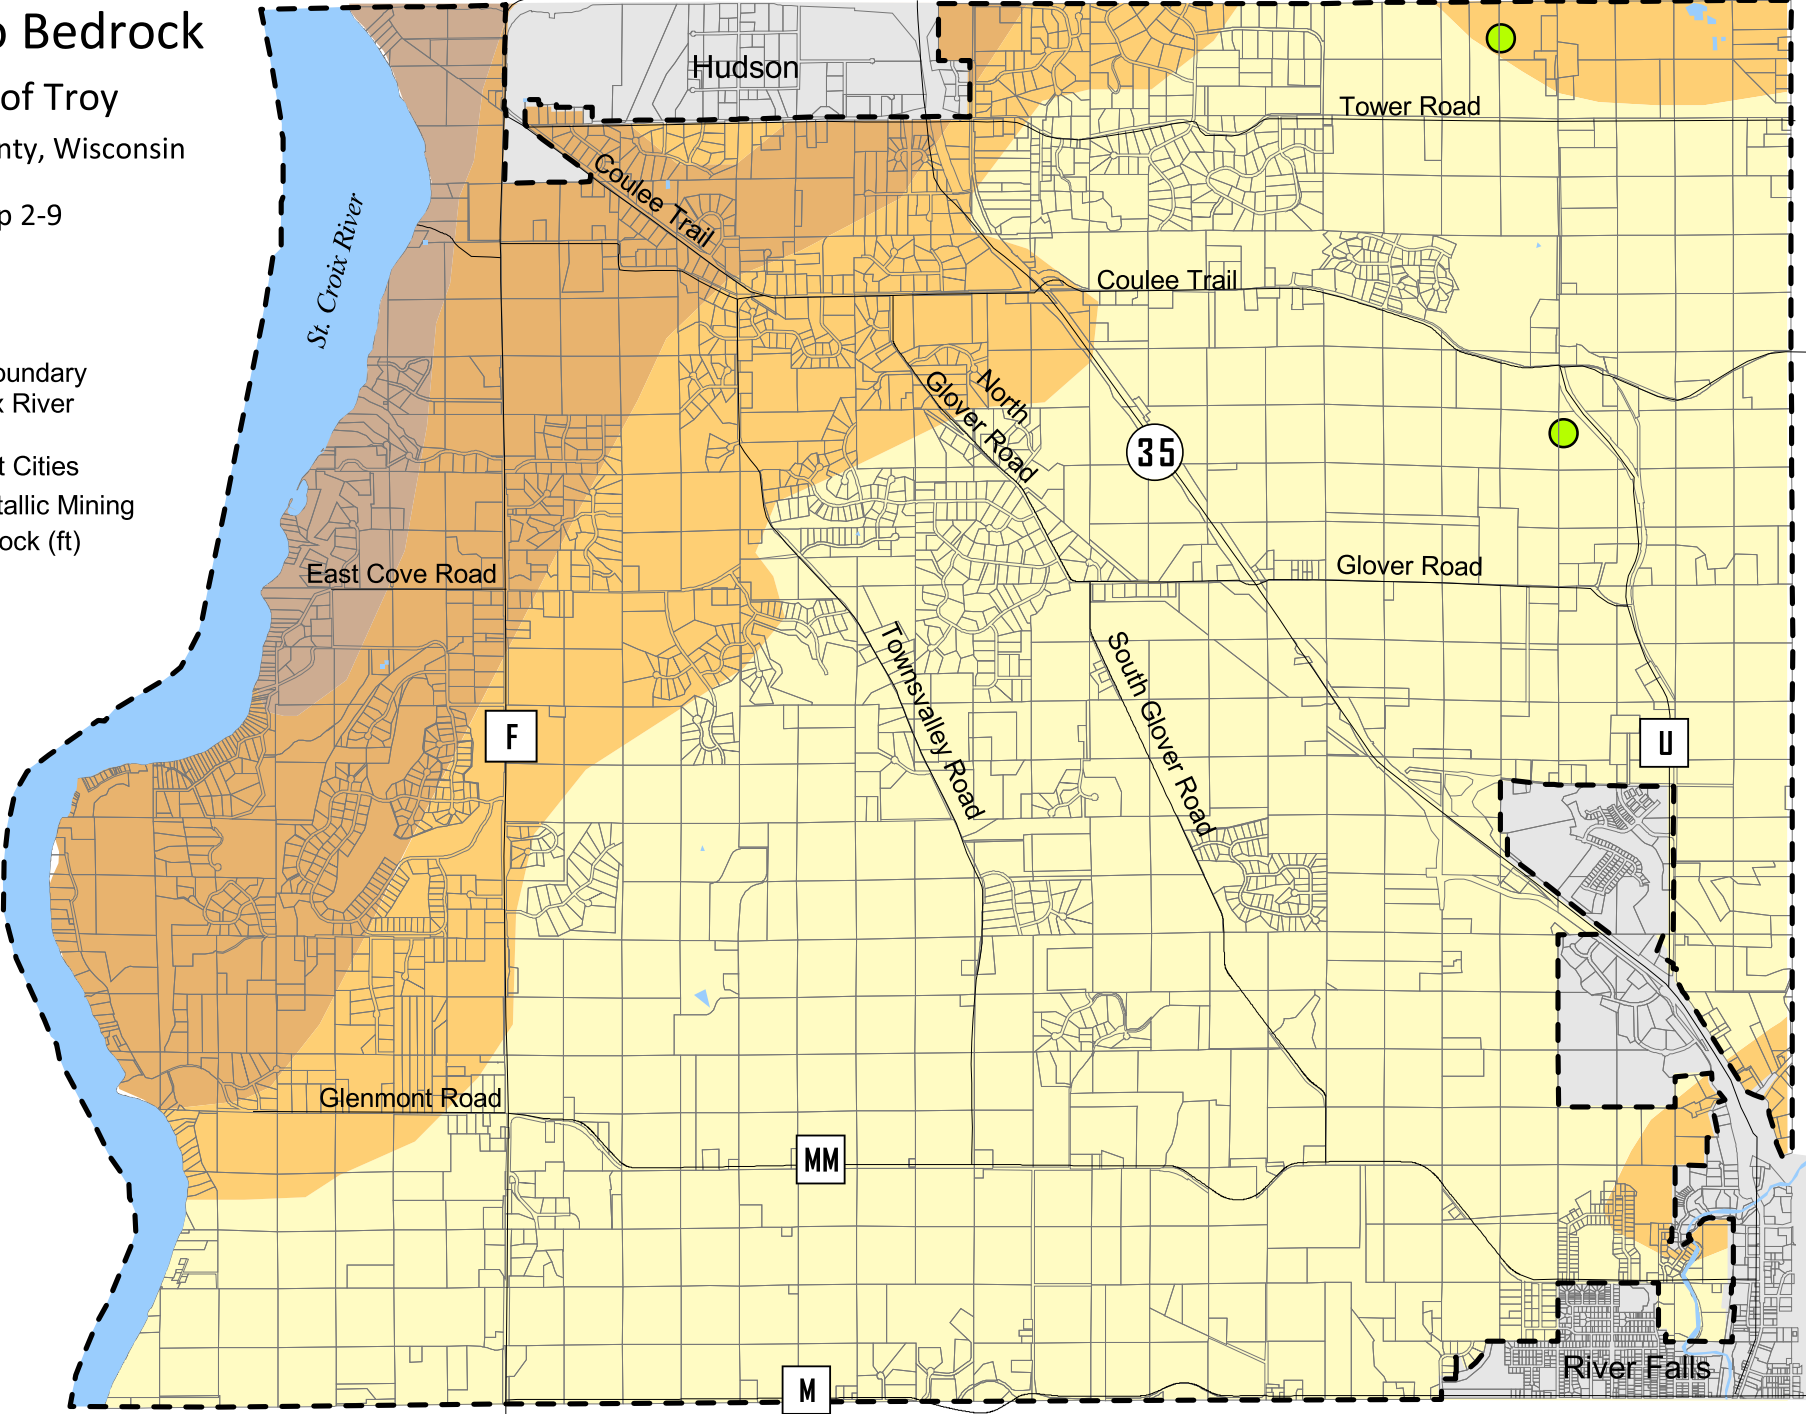 o Bedrock
of Troy
nty, Wisconsin
p 2-9
oundary
x River
t Cities
tallic Mining
ock (ft)
Hudson
Tower Road
Coulee Trail
St. Croix River
Coulee Trail
North
Glover Road
35
East Cove Road
Glover Road
Townsvalley Road
South Glover Road
F
U
Glenmont Road
MM
M
River Falls